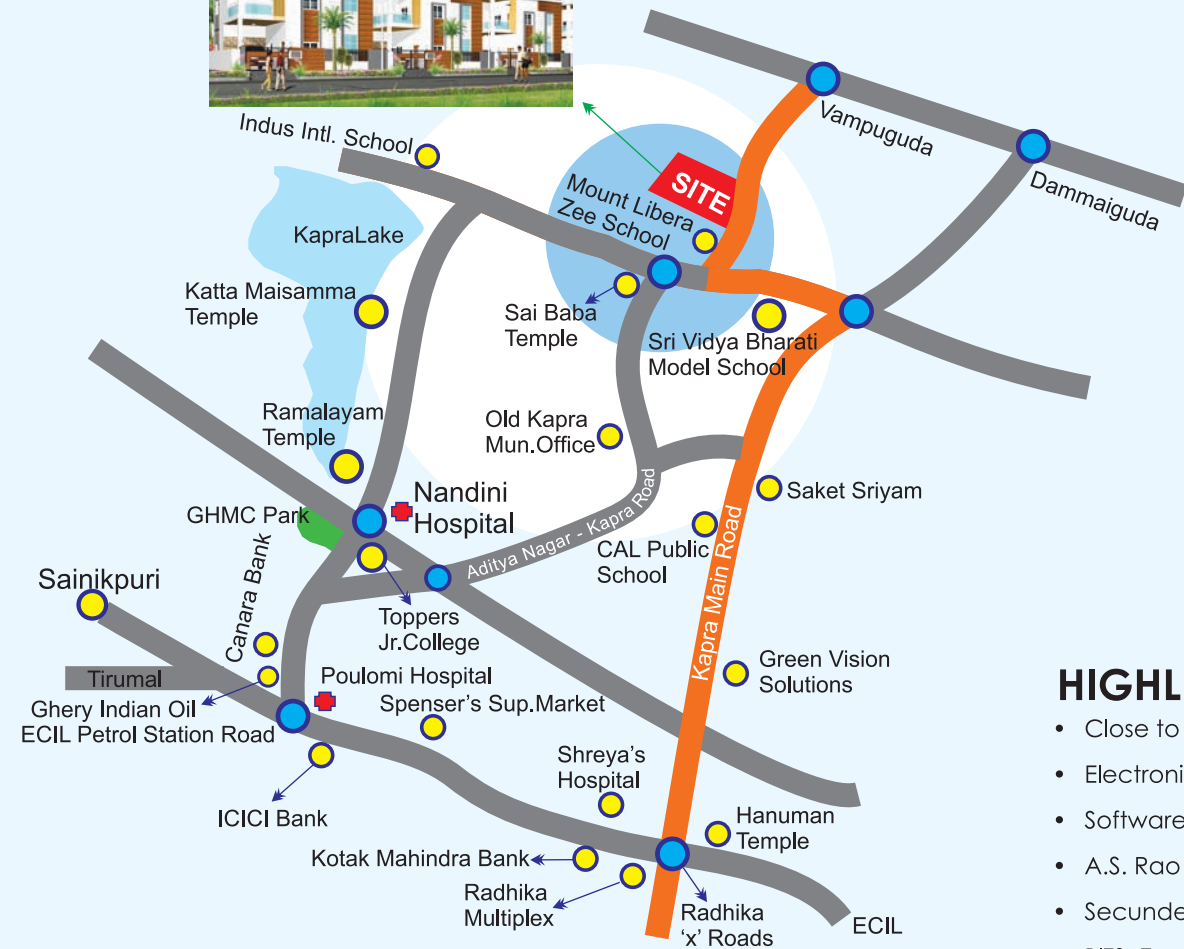 Indus Intl. School
Vampuguda
Dammaiguda
SITE
Mount Libera
Zee School
KapraLake
Katta Maisamma
Temple
Sai Baba
Temple
Sri Vidya Bharati
Model School
Ramalayam
Temple
Old Kapra
Mun.Office
Nandini
Hospital
GHMC Park
Saket Sriyam
Aditya Nagar - Kapra Road
CAL Public
School
Kapra Main Road
Sainikpuri
Canara Bank
Toppers
Jr.College
Green Vision
Solutions
Tirumal
Poulomi Hospital
Ghery Indian Oil
ECIL Petrol Station Road
Spenser's Sup.Market
Shreya's
Hospital
ICICI Bank
Hanuman
Temple
Kotak Mahindra Bank
Radhika
Multiplex
Radhika
'x' Roads
ECIL
HIGHL
• Close to
• Electroni
• Software
• A.S. Rao
• Secunde